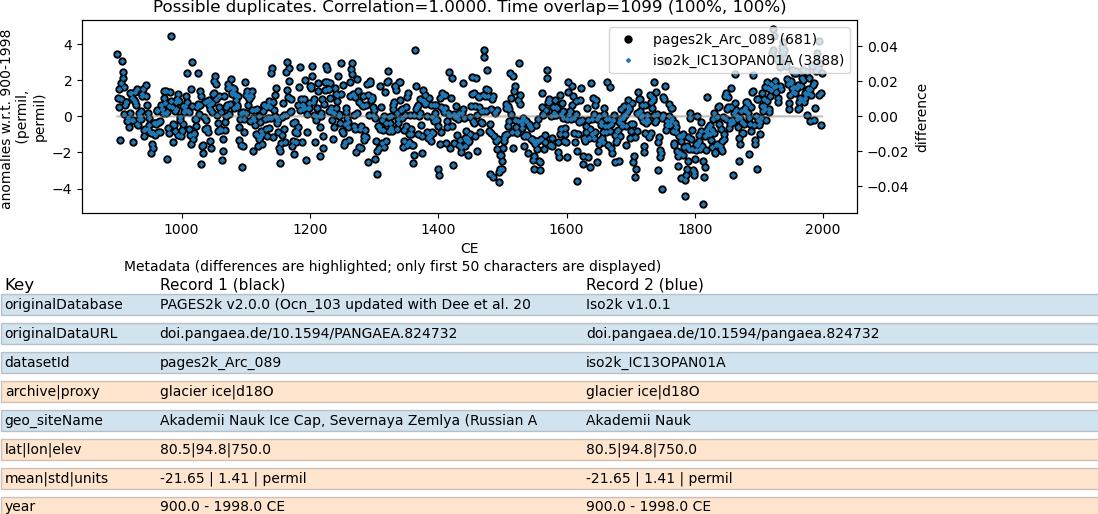 Possible duplicates. Correlation=1.0000. Time overlap=1099 (100%, 100%)
anomalies w.r.t. 900-1998
(permil,
permil)
4
2
0
−2
−4
pages2k_Arc_089 (681)
iso2k_IC13OPAN01A (3888)
0.04
0.02
0.00
−0.02
−0.04
difference
1000
1200
1400
1600
1800
2000
CE
Metadata (differences are highlighted; only first 50 characters are displayed)
Key Record 1 (black) Record 2 (blue)
originalDatabase PAGES2k v2.0.0 (Ocn_103 updated with Dee et al. 20 Iso2k v1.0.1
originalDataURL doi.pangaea.de/10.1594/PANGAEA.824732 doi.pangaea.de/10.1594/pangaea.824732
datasetId pages2k_Arc_089 iso2k_IC13OPAN01A
archive|proxy glacier ice|d18O glacier ice|d18O
geo_siteName Akademii Nauk Ice Cap, Severnaya Zemlya (Russian A Akademii Nauk
lat|lon|elev 80.5|94.8|750.0 80.5|94.8|750.0
mean|std|units -21.65 | 1.41 | permil -21.65 | 1.41 | permil
year 900.0 - 1998.0 CE 900.0 - 1998.0 CE